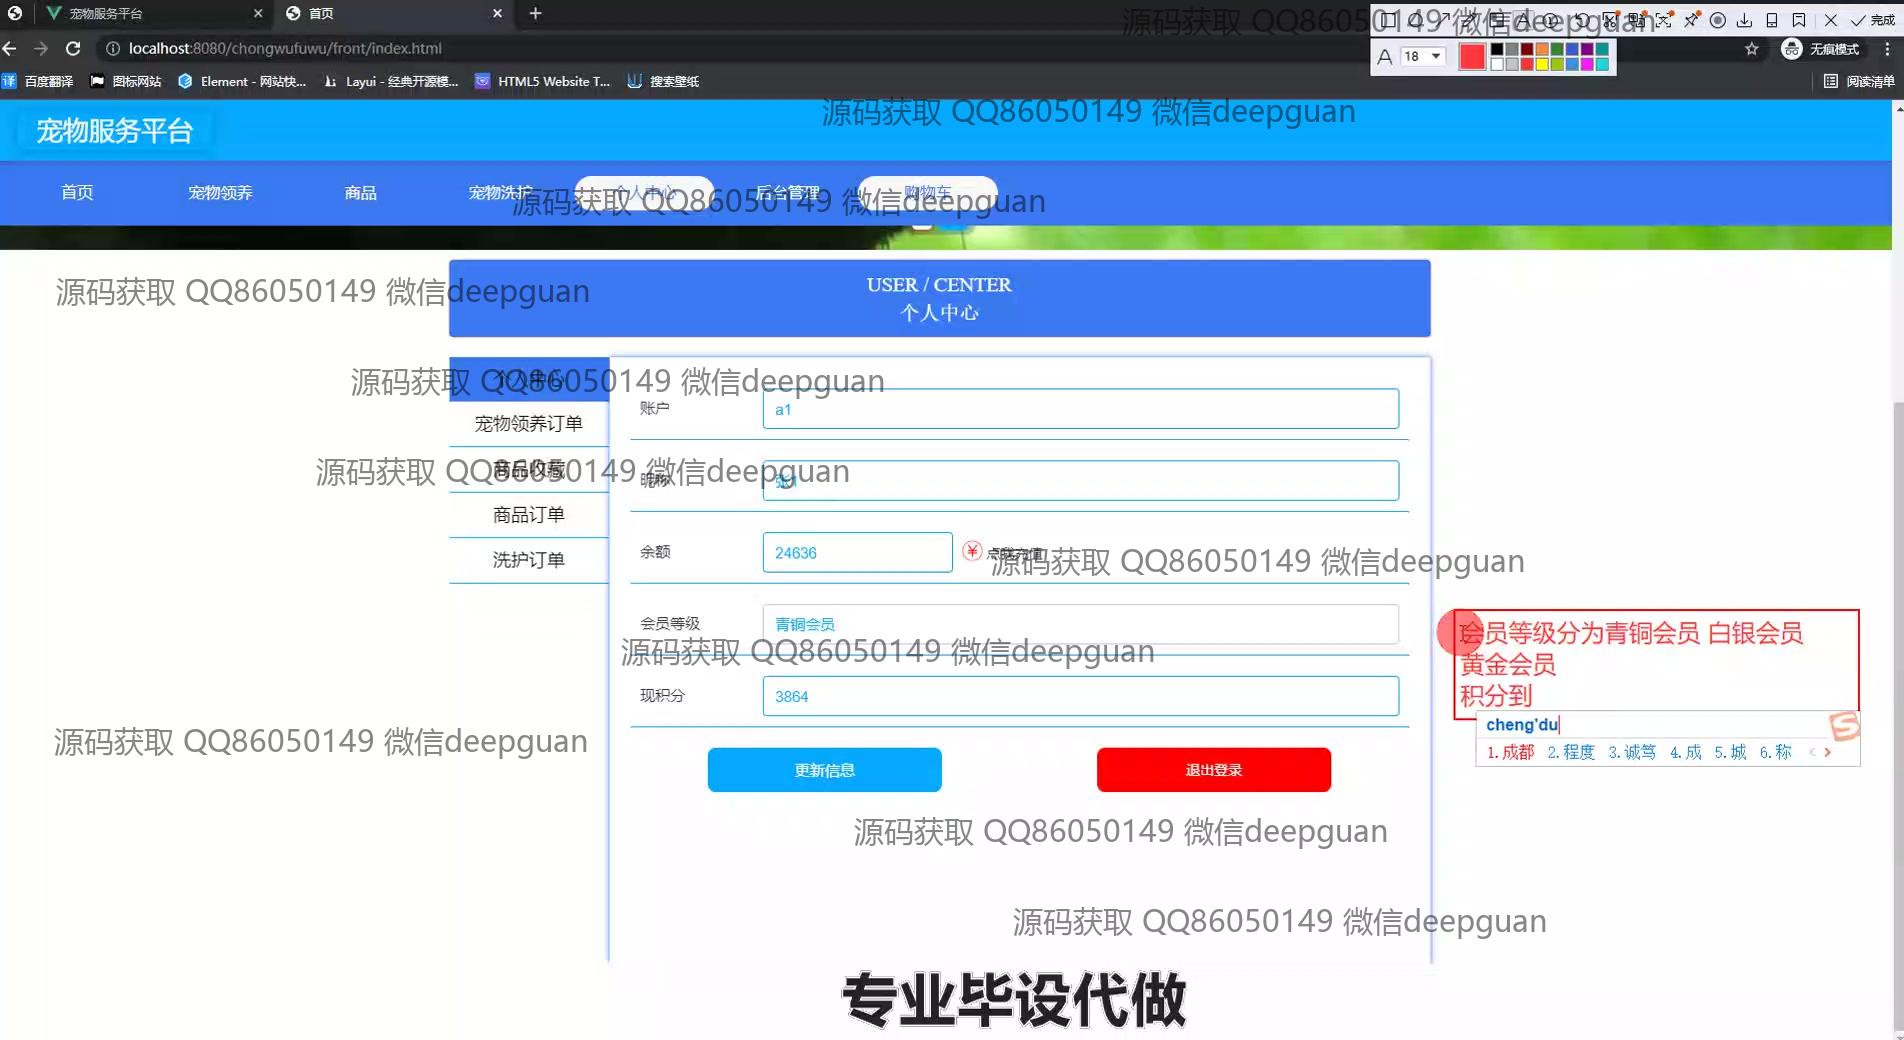 宠物服务平台
首页
源码获取 QQ86050149 微信deepguan
完成
localhost:8080/chongwufuwu/front/index.html
A 18
无痕模式
译 百度翻译
图标网站
Element - 网站快...
Layui - 经典开源模...
HTML5 Website T...
搜索壁纸
阅读清单
宠物服务平台
源码获取 QQ86050149 微信deepguan
首页
宠物领养
商品
宠物洗护
个人中心
后台管理
购物车
源码获取 QQ86050149 微信deepguan
USER / CENTER
个人中心
源码获取 QQ86050149 微信deepguan
个人中心
源码获取 QQ86050149 微信deepguan
账户
a1
宠物领养订单
商品收藏
源码获取 QQ86050149 微信deepguan
昵称
张1
商品订单
余额
24636
点我充值
源码获取 QQ86050149 微信deepguan
洗护订单
会员等级
青铜会员
源码获取 QQ86050149 微信deepguan
会员等级分为青铜会员 白银会员
黄金会员
积分到
现积分
3864
cheng'du
1.成都 2.程度 3.诚笃 4.成 5.城 6.称
源码获取 QQ86050149 微信deepguan
更新信息
退出登录
源码获取 QQ86050149 微信deepguan
源码获取 QQ86050149 微信deepguan
专业毕设代做